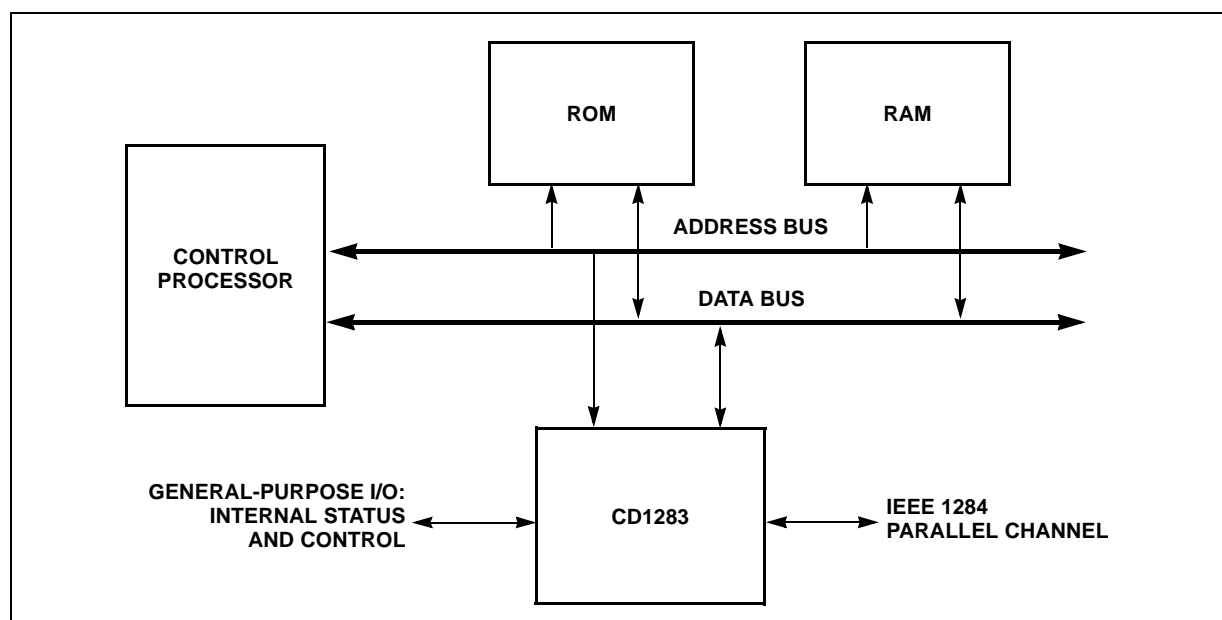 ROM
RAM
CONTROL
PROCESSOR
ADDRESS BUS
DATA BUS
GENERAL-PURPOSE I/O:
INTERNAL STATUS
AND CONTROL
CD1283
IEEE 1284
PARALLEL CHANNEL